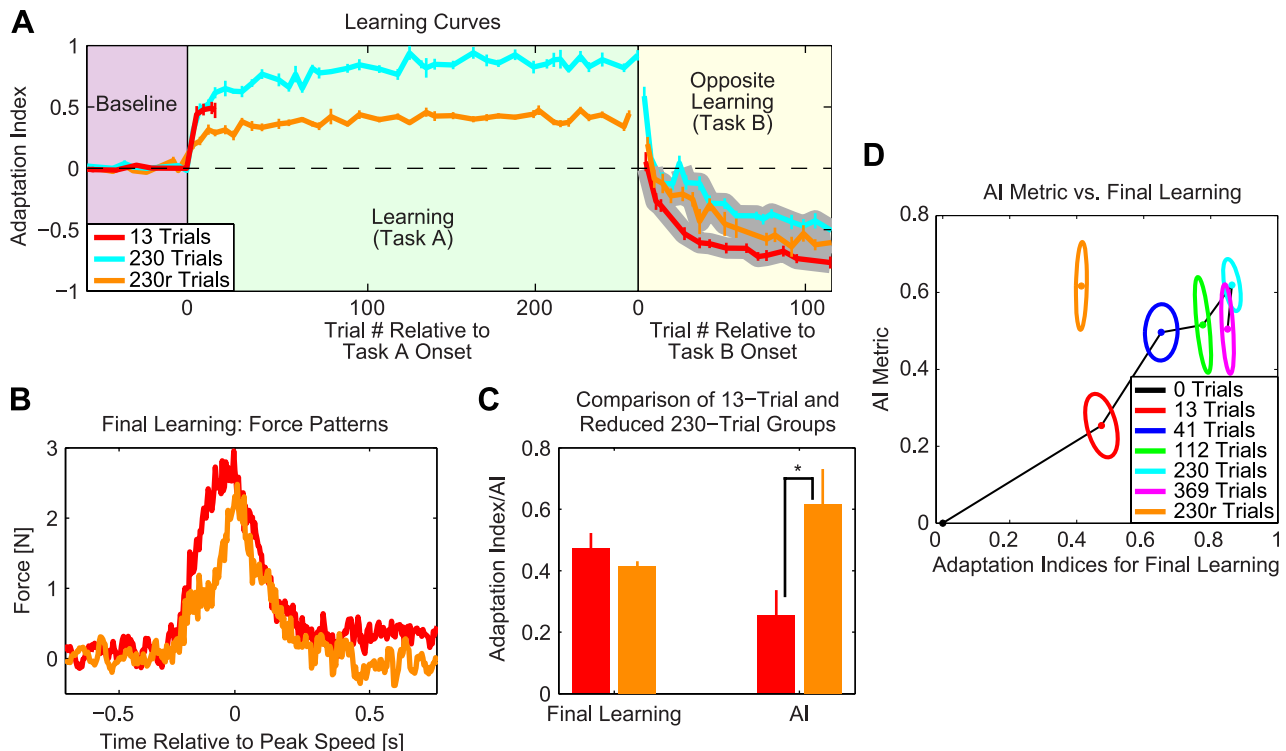 A
Learning Curves
Adaptation Index
1
0.5
0
−0.5
−1
Baseline
Learning
(Task A)
Opposite
Learning
(Task B)
13 Trials
230 Trials
230r Trials
0
100
200
0
100
Trial # Relative to
Task A Onset
Trial # Relative to
Task B Onset
B
Final Learning: Force Patterns
Force [N]
3
2
1
0
−0.5
0
0.5
Time Relative to Peak Speed [s]
C
Comparison of 13−Trial and
Reduced 230−Trial Groups
Adaptation Index/AI
0.8
0.6
0.4
0.2
0
*
Final Learning
AI
D
AI Metric vs. Final Learning
AI Metric
0.8
0.6
0.4
0.2
0
0 Trials
13 Trials
41 Trials
112 Trials
230 Trials
369 Trials
230r Trials
0
0.2
0.4
0.6
0.8
1
Adaptation Indices for Final Learning